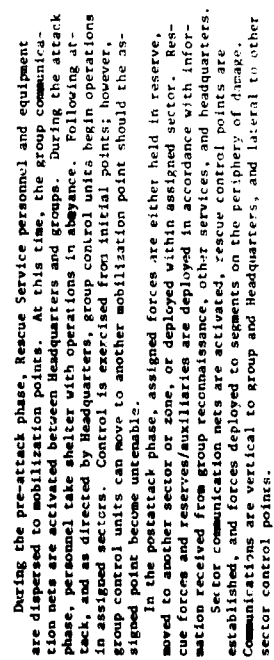 During the pre-attack phase, Rescue Service personnel and equipment
are dispersed to mobilization points. At this time, the group communica-
tion nets are activated between Headquarters and groups. During the attack
phase, personnel take shelter with operations in abeyance. Following at-
tack, and as directed by Headquarters, group control units begin operations
in assigned sectors. Control is exercised from initial points; however,
group control units can move to another mobilization point should the as-
signed point become untenable.
In the postattack phase, assigned forces are either held in reserve,
moved to another sector or zone, or deployed within assigned sector. Res-
cue forces and reserves/auxiliaries are deployed in accordance with infor-
mation received from group reconnaissance, other services, and headquarters.
Sector communication nets are activated, rescue control points are
established, and forces deployed to segments on the periphery of damage.
Communications are vertical to group and Headquarters, and lateral to other
sector control points.